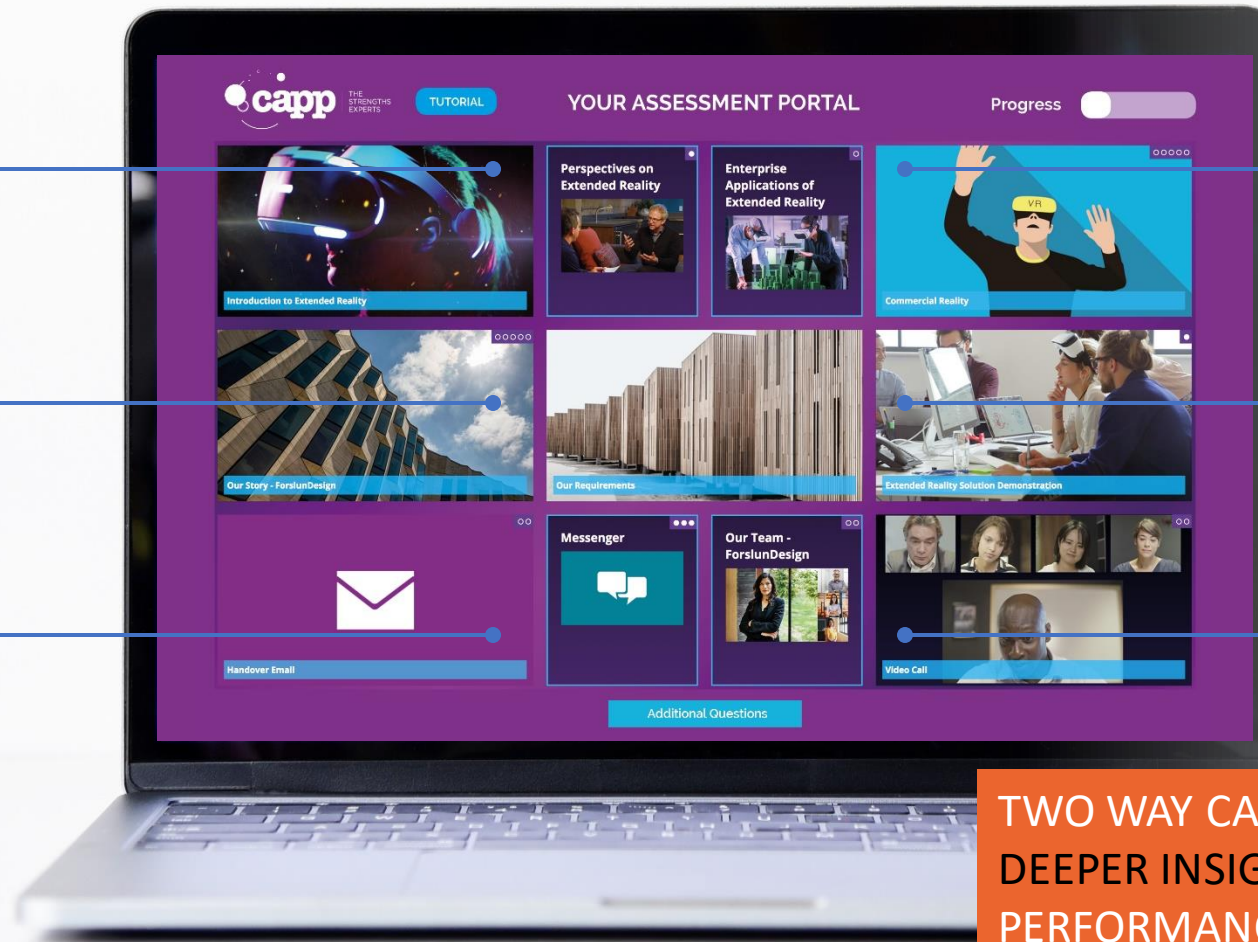 capp
THE
STRENGTHS
EXPERTS
TUTORIAL
YOUR ASSESSMENT PORTAL
Progress
Introduction to Extended Reality
Perspectives on
Extended Reality
Enterprise
Applications of
Extended Reality
VR
Commercial Reality
Our Story - ForslunDesign
Our Requirements
Extended Reality Solution Demonstration
Handover Email
Messenger
Our Team -
ForslunDesign
Video Call
Additional Questions
TWO WAY CA
DEEPER INSIG
PERFORMANC